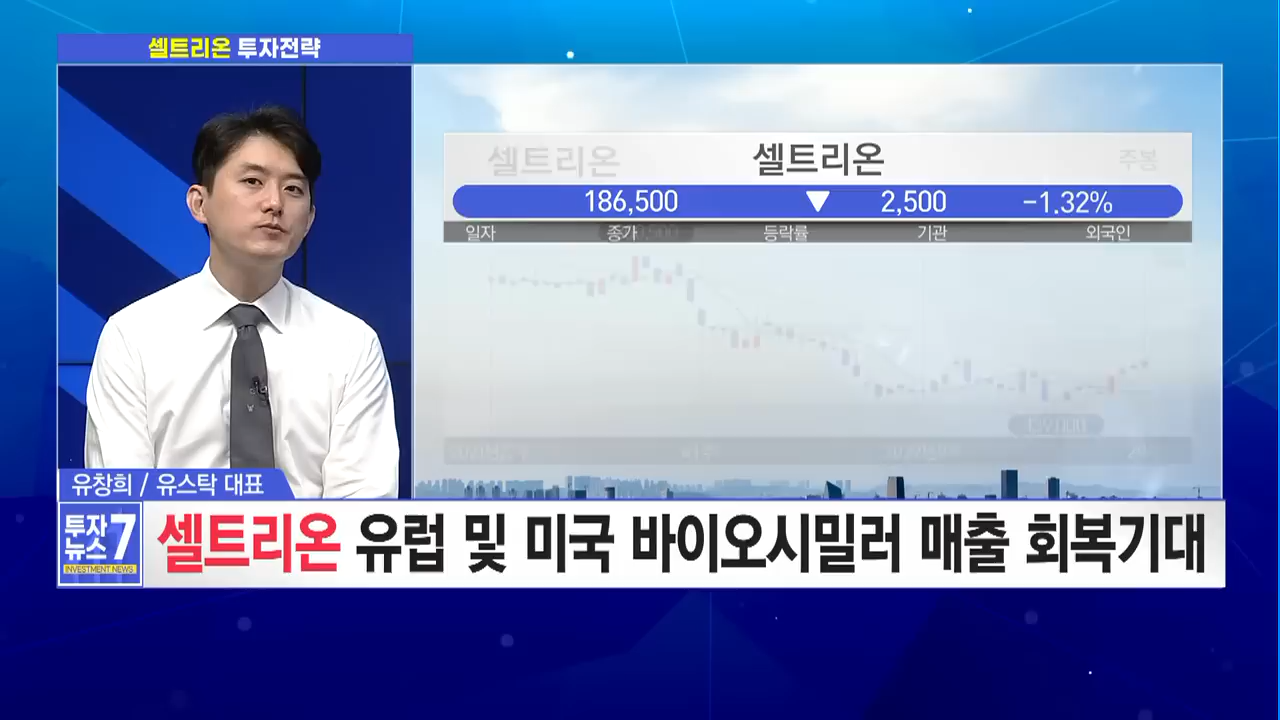 셀트리온 투자전략
셀트리온 셀트리온 주봉
186,500 ▼ 2,500 -1.32%
일자 종가 등락률 기관 외국인
유창희 / 유스탁 대표
투자
뉴스 7
INVESTMENT NEWS
셀트리온 유럽 및 미국 바이오시밀러 매출 회복기대